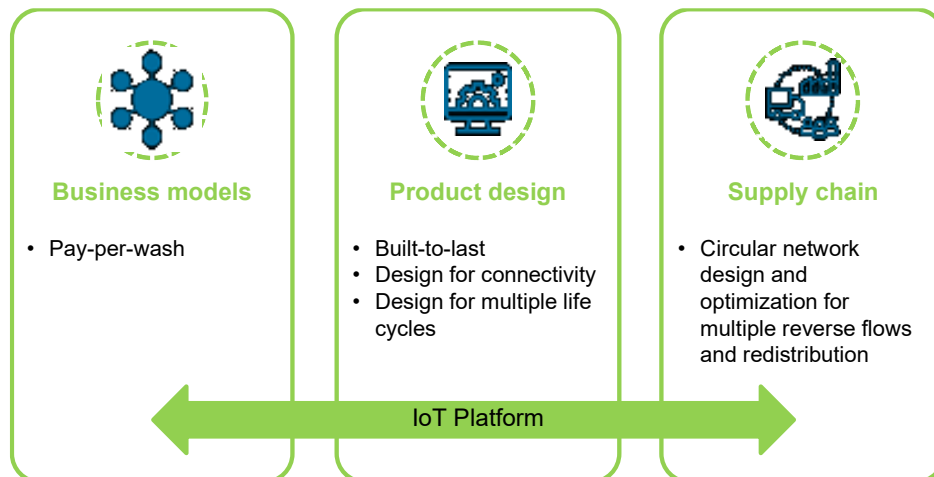 Business models
• Pay-per-wash
Product design
• Built-to-last
• Design for connectivity
• Design for multiple life
cycles
Supply chain
• Circular network
design and
optimization for
multiple reverse flows
and redistribution
IoT Platform